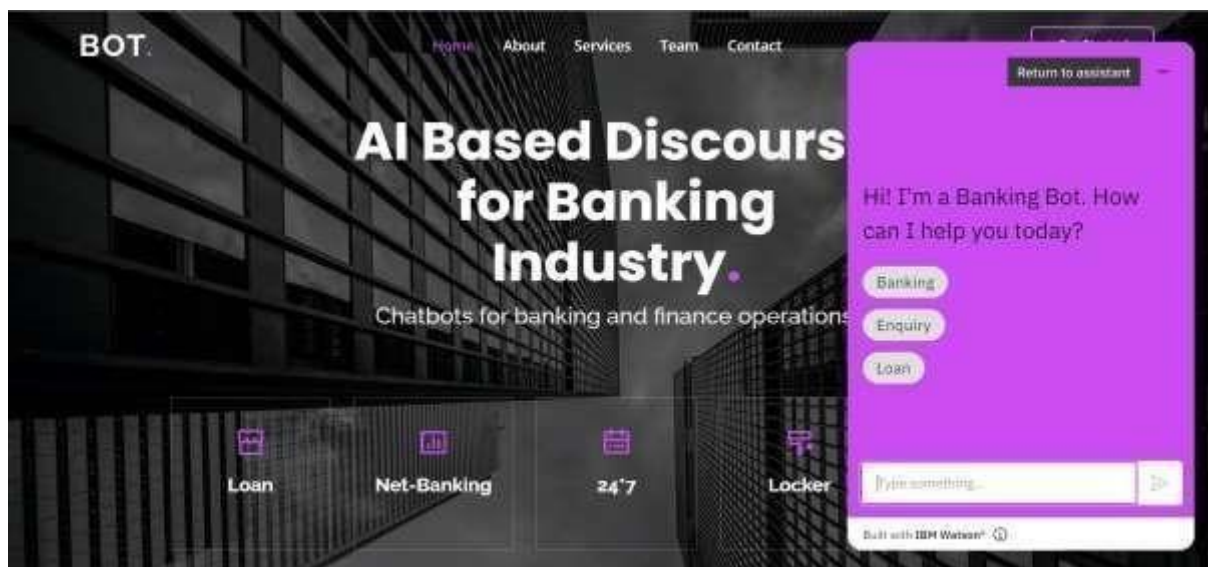 BOT.
Home About Services Team Contact
Return to assistant
AI Based Discours
for Banking
Industry.
Chatbots for banking and finance operations
Loan
Net-Banking
24*7
Locker
Hi! I'm a Banking Bot. How
can I help you today?
Banking
Enquiry
Loan
Type something...
Built with IBM Watson®